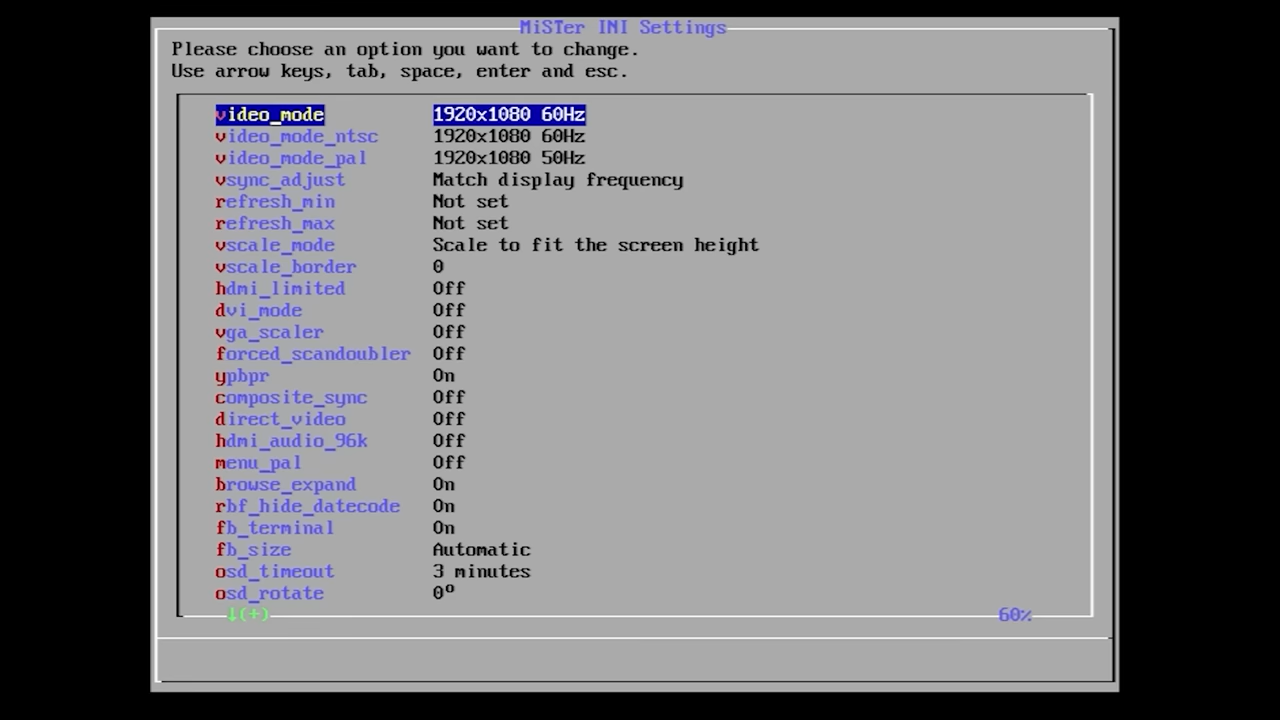 MiSTer INI Settings
Please choose an option you want to change.
Use arrow keys, tab, space, enter and esc.
video_mode 1920x1080 60Hz
video_mode_ntsc 1920x1080 60Hz
video_mode_pal 1920x1080 50Hz
vsync_adjust Match display frequency
refresh_min Not set
refresh_max Not set
vscale_mode Scale to fit the screen height
vscale_border 0
hdmi_limited Off
dvi_mode Off
vga_scaler Off
forced_scandoubler Off
ypbpr On
composite_sync Off
direct_video Off
hdmi_audio_96k Off
menu_pal Off
browse_expand On
rbf_hide_datecode On
fb_terminal On
fb_size Automatic
osd_timeout 3 minutes
osd_rotate 0º
↓(+) 60%